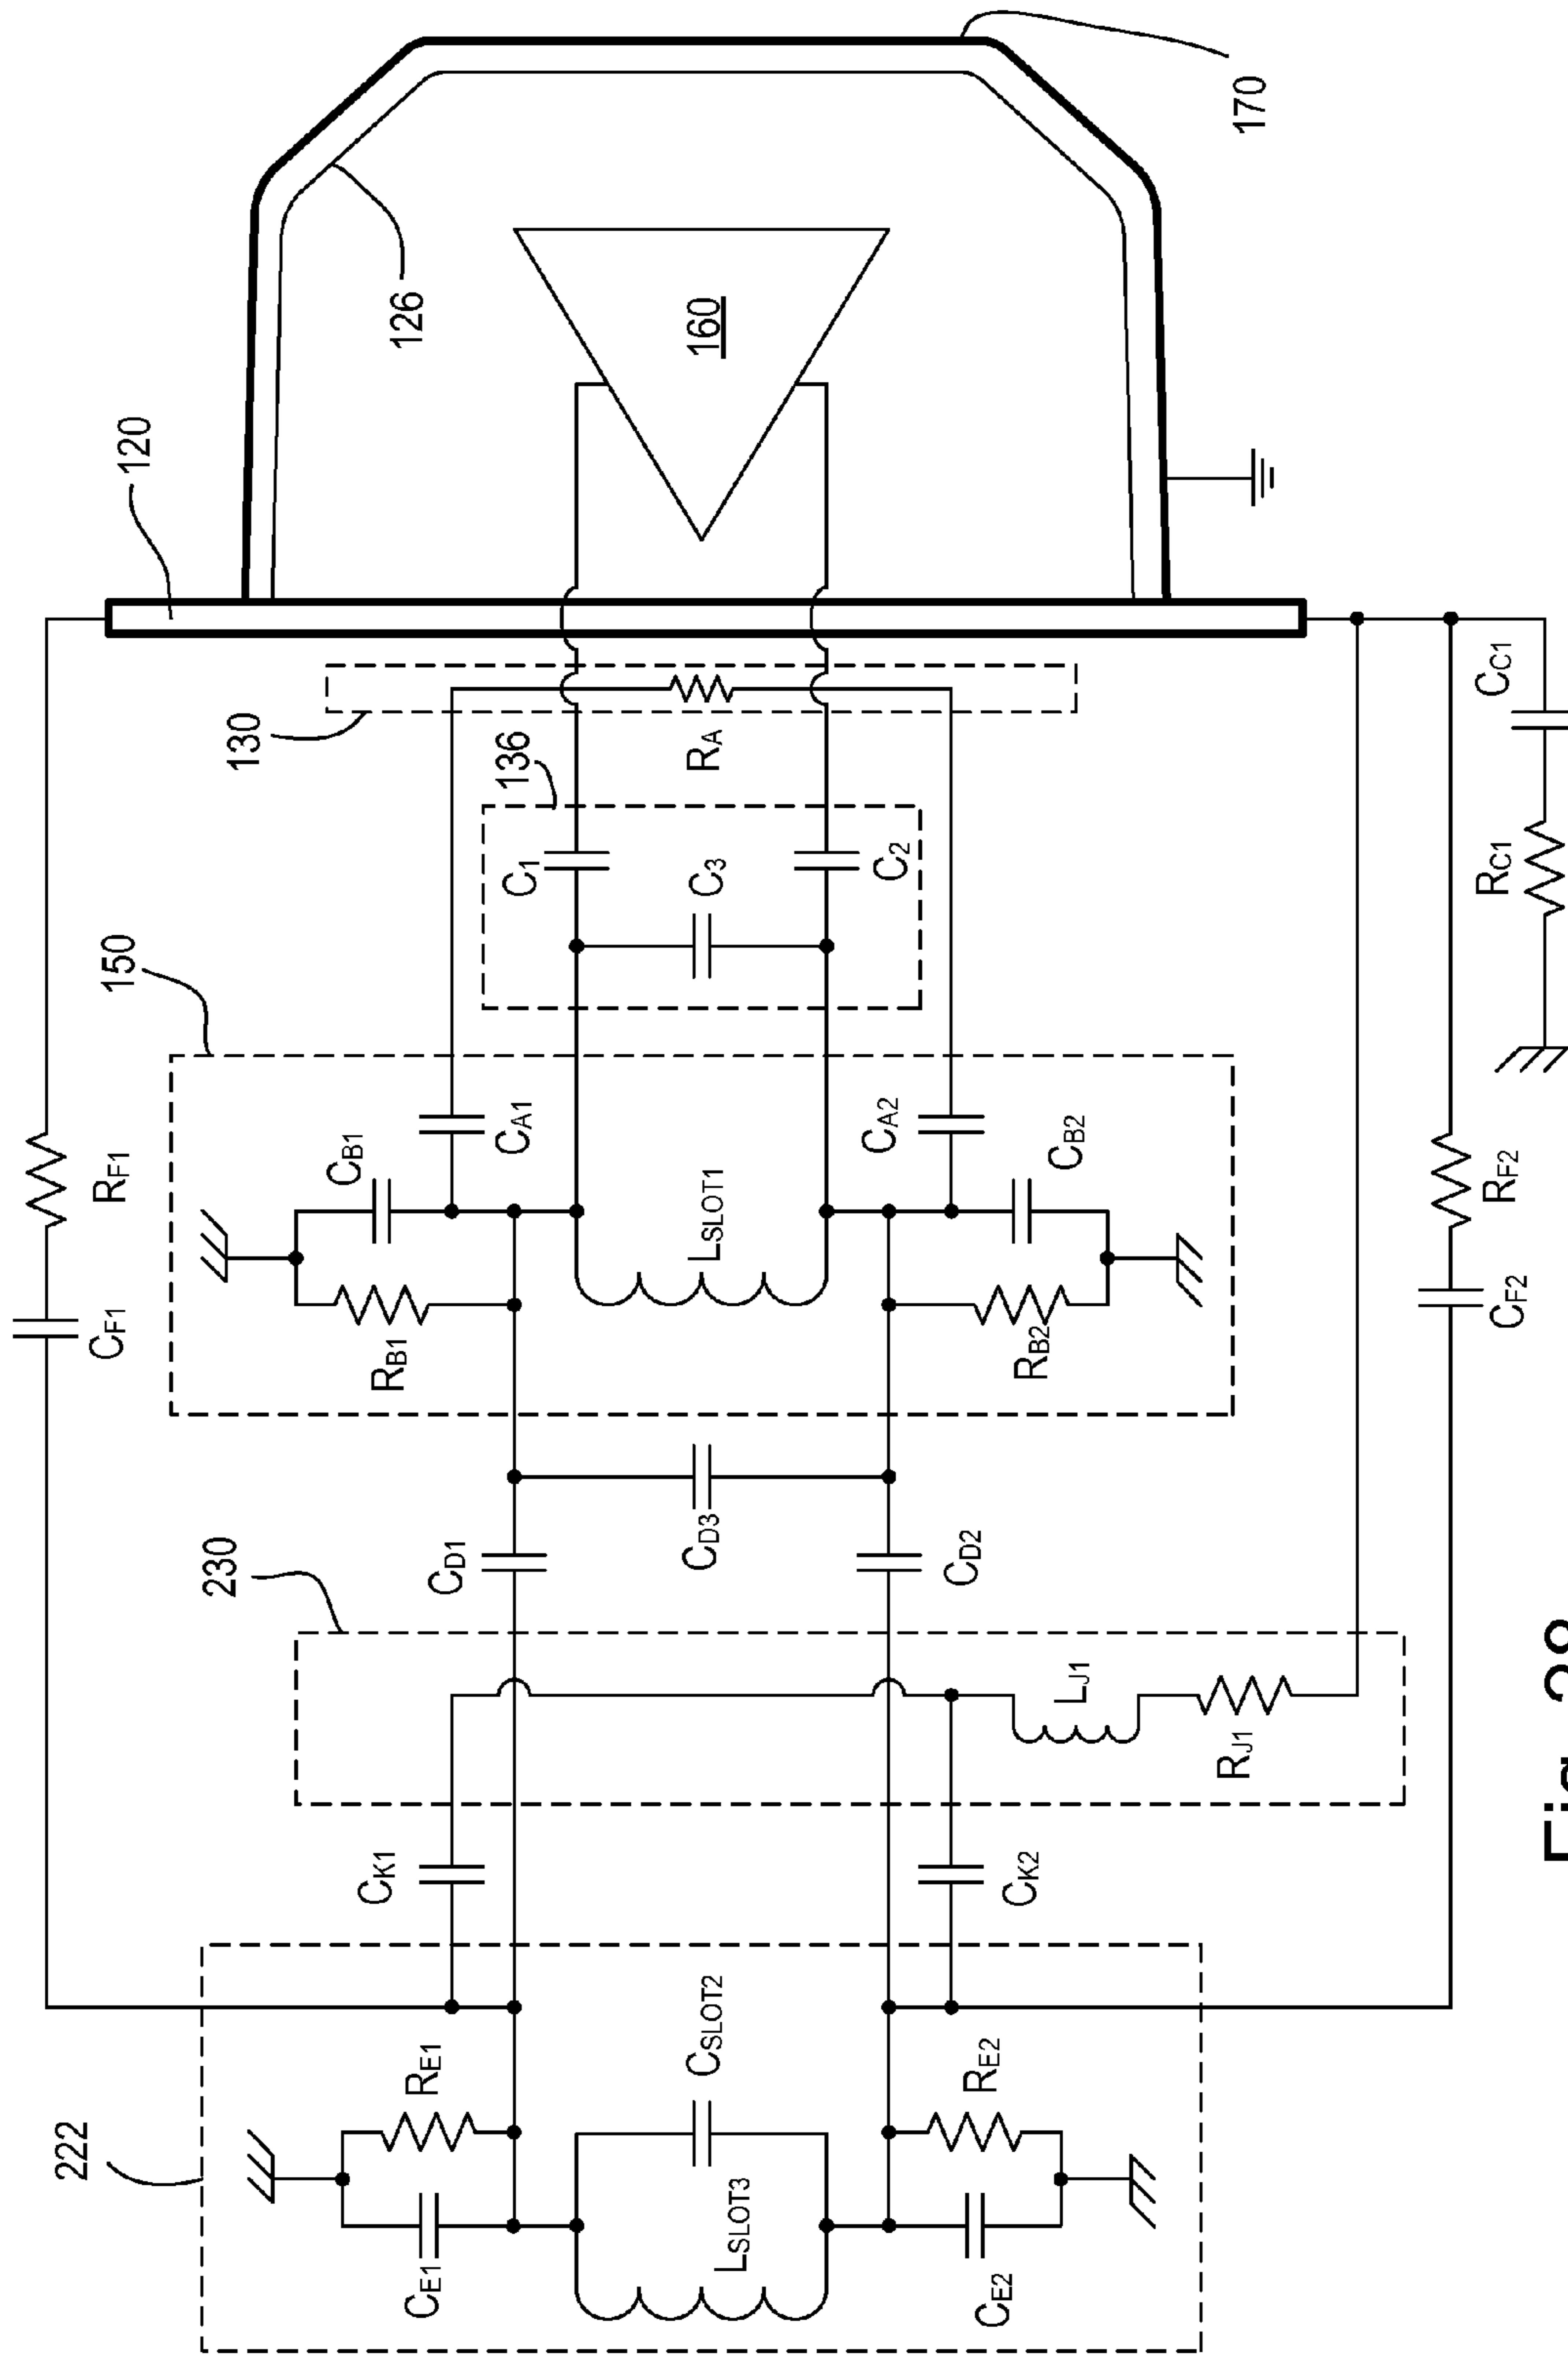 CF1
RF1
222
230
150
130
120
CE1
RE1
CK1
CD1
RB1
CB1
CA1
C1
136
126
LSLOT3
CSLOT2
CD3
LSLOT1
C3
RA
160
CE2
RE2
CK2
CD2
RB2
CB2
CA2
C2
LJ1
RJ1
170
CF2
RF2
RC1
CC1
Fig.